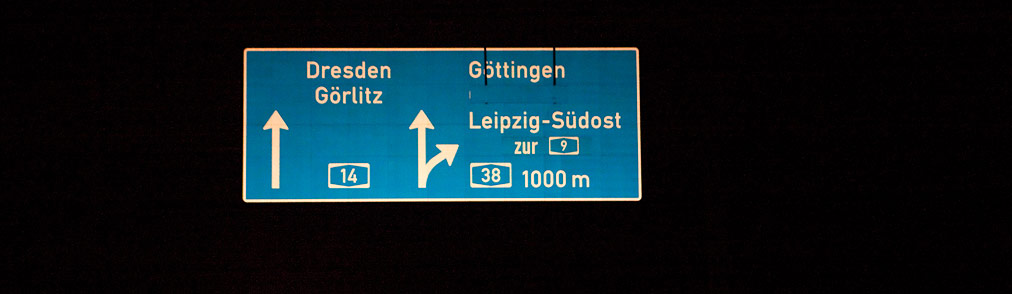 Dresden
Görlitz
14
Göttingen
Leipzig-Südost
zur 9
38 1000 m